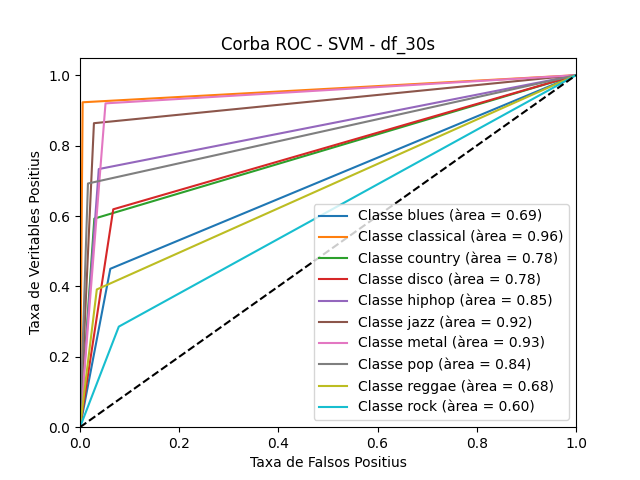 Corba ROC - SVM - df_30s
Taxa de Veritables Positius
1.0
0.8
0.6
0.4
0.2
0.0
Classe blues (àrea = 0.69)
Classe classical (àrea = 0.96)
Classe country (àrea = 0.78)
Classe disco (àrea = 0.78)
Classe hiphop (àrea = 0.85)
Classe jazz (àrea = 0.92)
Classe metal (àrea = 0.93)
Classe pop (àrea = 0.84)
Classe reggae (àrea = 0.68)
Classe rock (àrea = 0.60)
0.0 0.2 0.4 0.6 0.8 1.0
Taxa de Falsos Positius